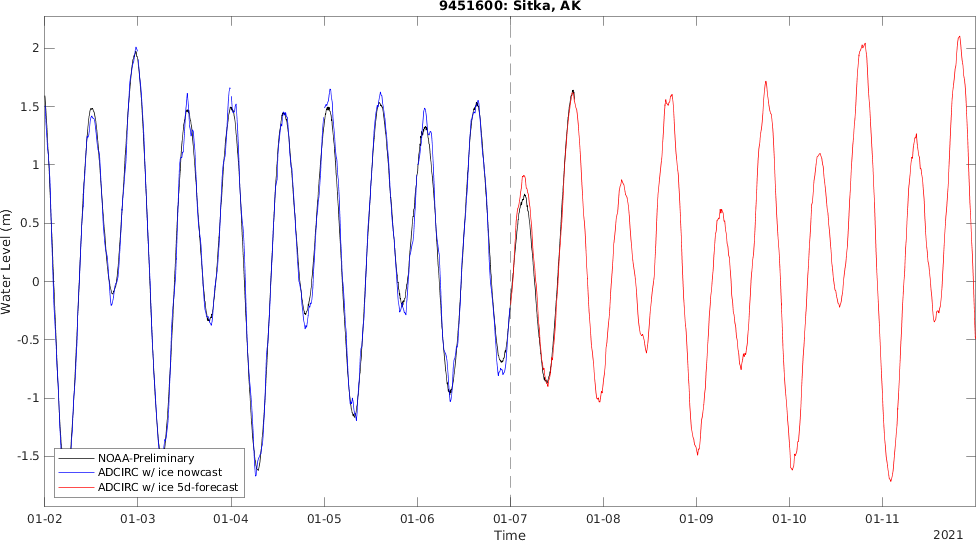 9451600: Sitka, AK
Water Level (m)
2
1.5
1
0.5
0
-0.5
-1
-1.5
NOAA-Preliminary
ADCIRC w/ ice nowcast
ADCIRC w/ ice 5d-forecast
01-02 01-03 01-04 01-05 01-06 01-07 01-08 01-09 01-10 01-11
Time
2021